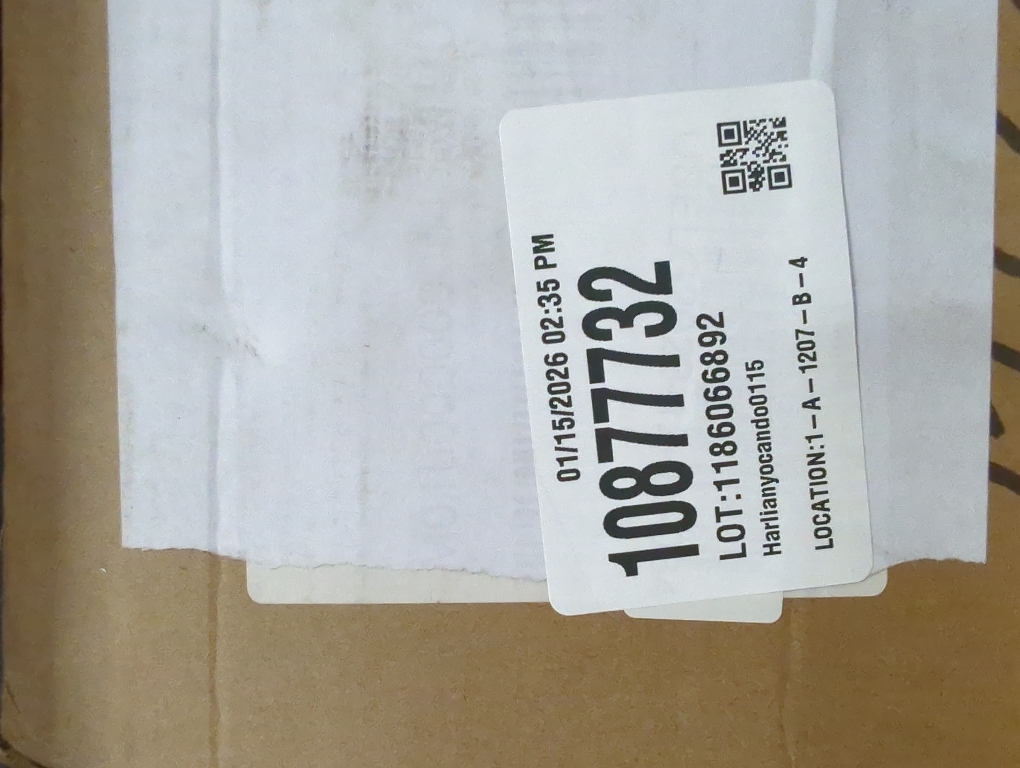 01/15/2026 02:35 PM
10877732
LOT:1186066892
Harlianyocando0115
LOCATION:1-A-1207-B-4